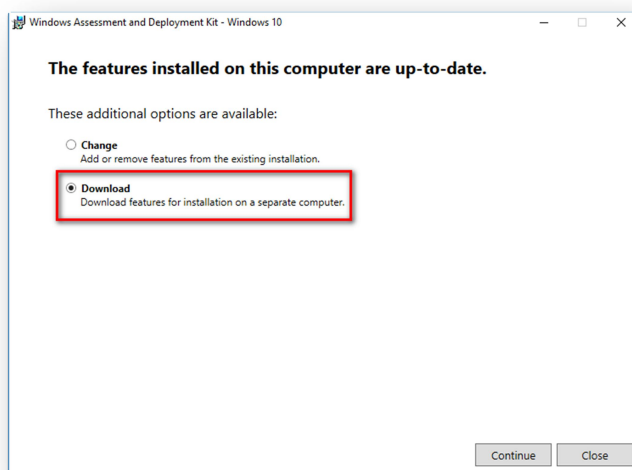 Windows Assessment and Deployment Kit - Windows 10
The features installed on this computer are up-to-date.
These additional options are available:
Change
Add or remove features from the existing installation.
Download
Download features for installation on a separate computer.
Continue
Close